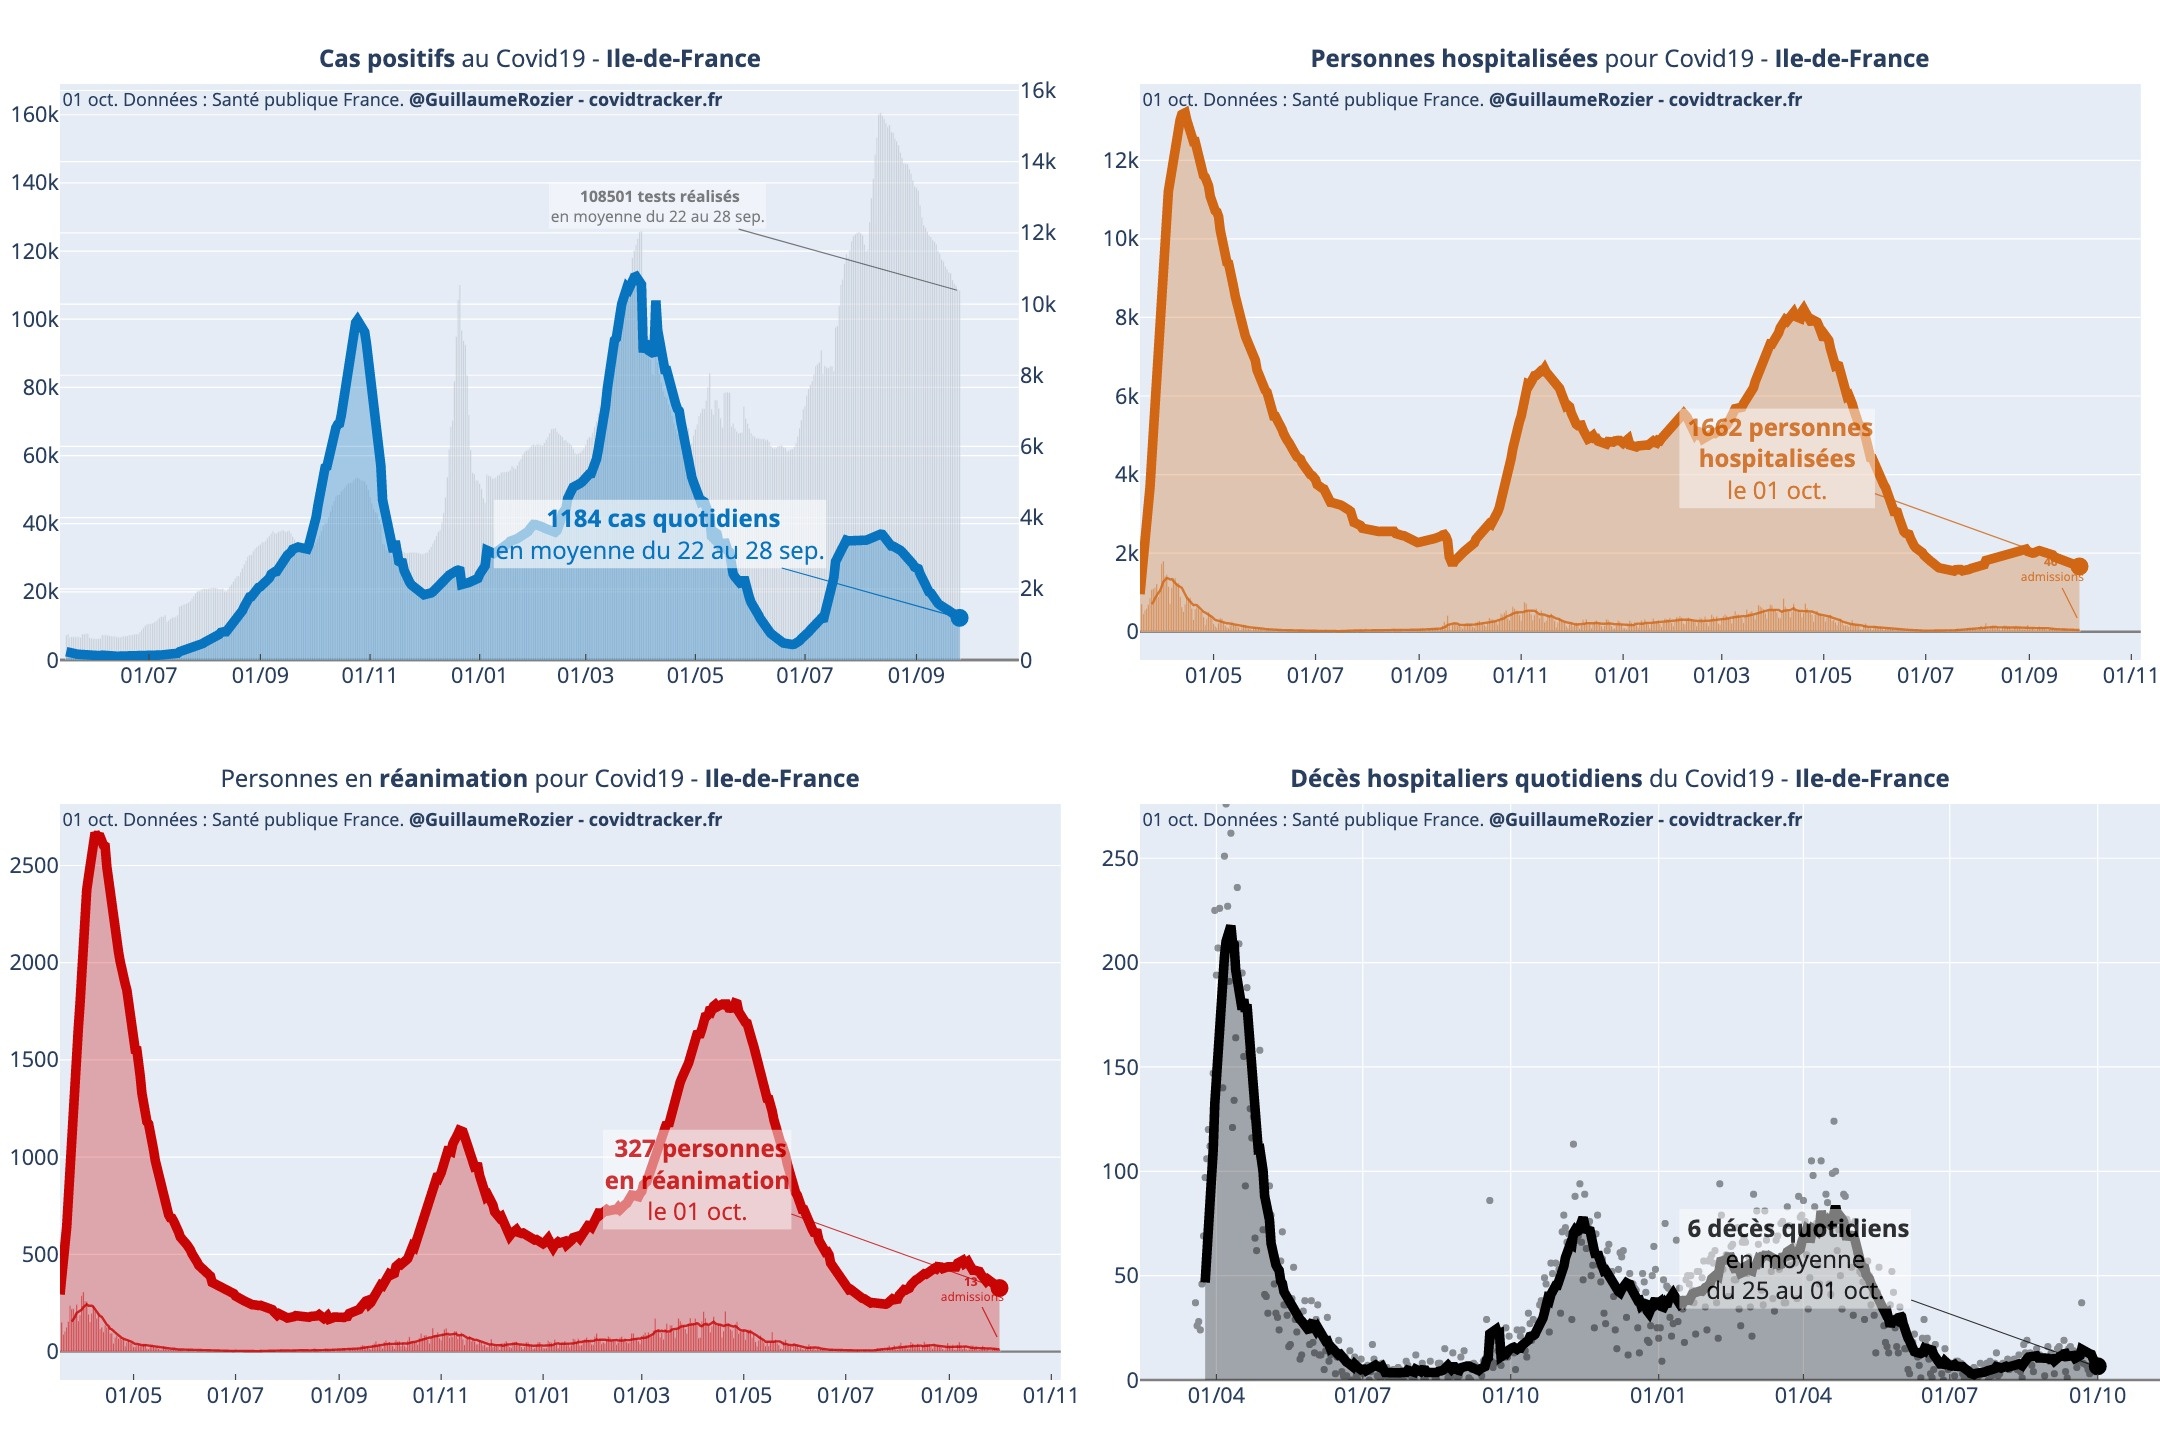 Cas positifs au Covid19 - Ile-de-France
01 oct. Données : Santé publique France. @GuillaumeRozier - covidtracker.fr
160k
140k
120k
100k
80k
60k
40k
20k
0
16k
14k
12k
10k
8k
6k
4k
2k
0
108501 tests réalisés
en moyenne du 22 au 28 sep.
1184 cas quotidiens
en moyenne du 22 au 28 sep.
01/07 01/09 01/11 01/01 01/03 01/05 01/07 01/09
Personnes hospitalisées pour Covid19 - Ile-de-France
01 oct. Données : Santé publique France. @GuillaumeRozier - covidtracker.fr
12k
10k
8k
6k
4k
2k
0
1662 personnes
hospitalisées
le 01 oct.
46
admissions
01/05 01/07 01/09 01/11 01/01 01/03 01/05 01/07 01/09 01/11
Personnes en réanimation pour Covid19 - Ile-de-France
01 oct. Données : Santé publique France. @GuillaumeRozier - covidtracker.fr
2500
2000
1500
1000
500
0
327 personnes
en réanimation
le 01 oct.
13
admissions
01/05 01/07 01/09 01/11 01/01 01/03 01/05 01/07 01/09 01/11
Décès hospitaliers quotidiens du Covid19 - Ile-de-France
01 oct. Données : Santé publique France. @GuillaumeRozier - covidtracker.fr
250
200
150
100
50
0
6 décès quotidiens
en moyenne
du 25 au 01 oct.
01/04 01/07 01/10 01/01 01/04 01/07 01/10